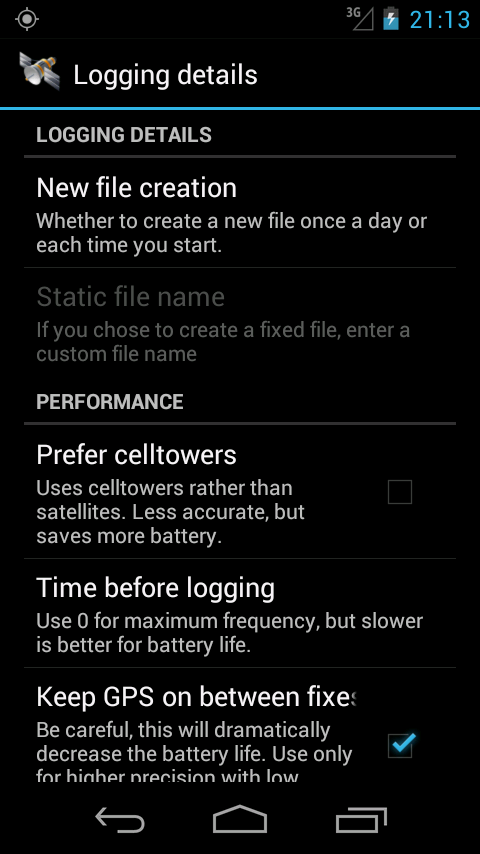 3G
21:13
Logging details
LOGGING DETAILS
New file creation
Whether to create a new file once a day or
each time you start.
Static file name
If you chose to create a fixed file, enter a
custom file name
PERFORMANCE
Prefer celltowers
Uses celltowers rather than
satellites. Less accurate, but
saves more battery.
Time before logging
Use 0 for maximum frequency, but slower
is better for battery life.
Keep GPS on between fixes
Be careful, this will dramatically
decrease the battery life. Use only
for higher precision with low